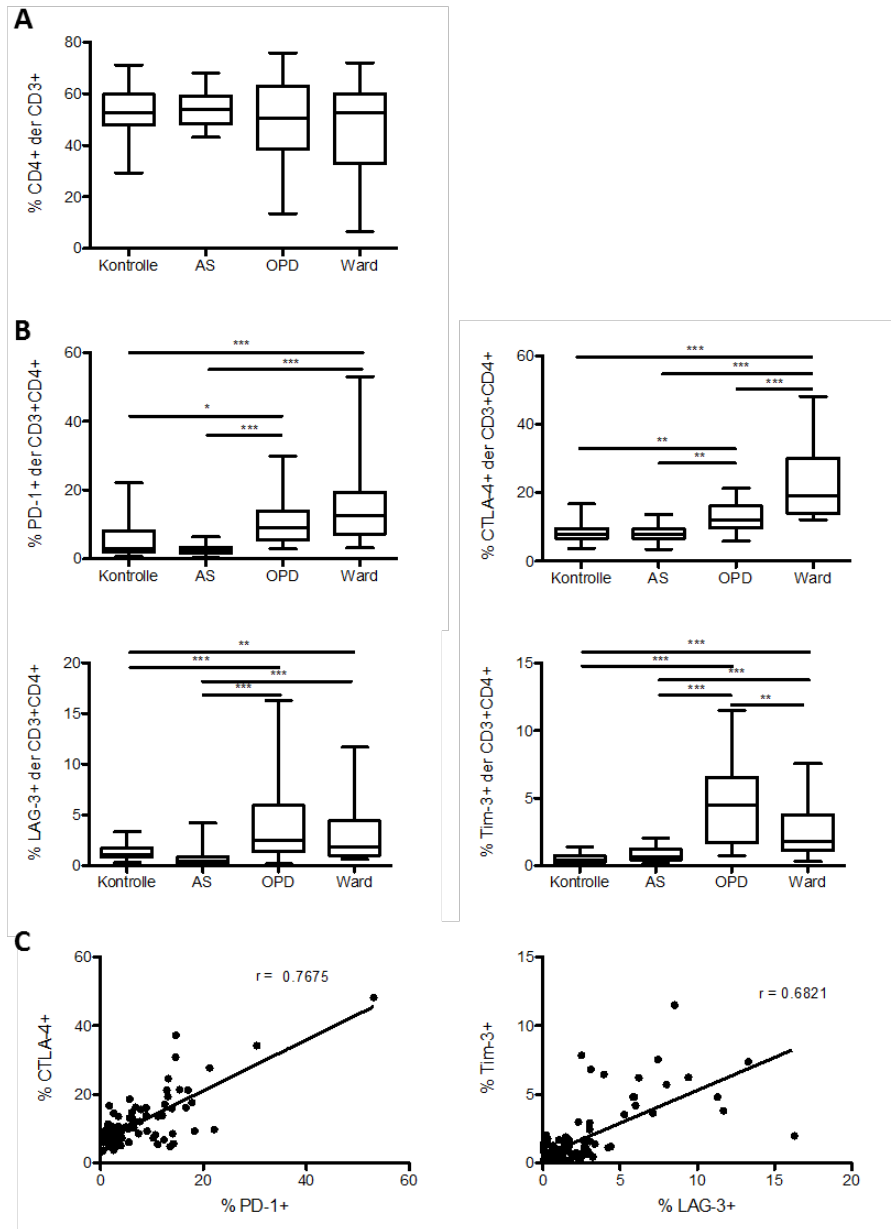 A
% CD4+ der CD3+
80
60
40
20
0
Kontrolle AS OPD Ward
B
% PD-1+ der CD3+CD4+
60
40
20
0
***
***
*
***
Kontrolle AS OPD Ward
% CTLA-4+ der CD3+CD4+
60
40
20
0
***
***
***
**
**
Kontrolle AS OPD Ward
% LAG-3+ der CD3+CD4+
20
15
10
5
0
**
***
***
***
Kontrolle AS OPD Ward
% Tim-3+ der CD3+CD4+
15
10
5
0
***
***
***
***
**
Kontrolle AS OPD Ward
C
% CTLA-4+
60
40
20
0
r = 0.7675
0 20 40 60
% PD-1+
% Tim-3+
15
10
5
0
r = 0.6821
0 5 10 15 20
% LAG-3+